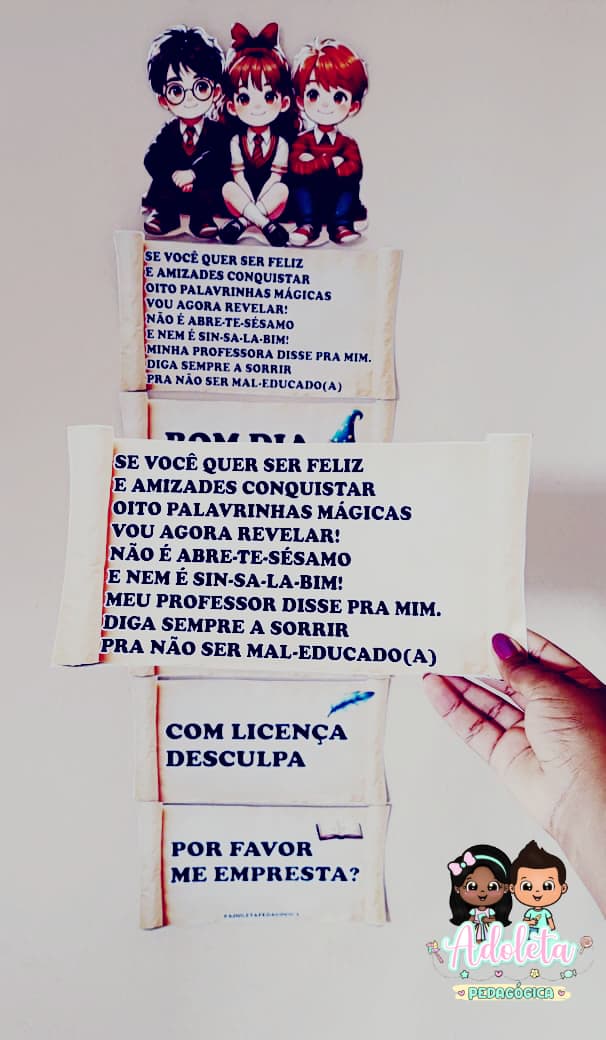 SE VOCÊ QUER SER FELIZ
E AMIZADES CONQUISTAR
OITO PALAVRINHAS MÁGICAS
VOU AGORA REVELAR!
NÃO É ABRE-TE-SÉSAMO
E NEM É SIN-SA-LA-BIM!
MINHA PROFESSORA DISSE PRA MIM.
DIGA SEMPRE A SORRIR
PRA NÃO SER MAL-EDUCADO(A)
BOM DIA
SE VOCÊ QUER SER FELIZ
E AMIZADES CONQUISTAR
OITO PALAVRINHAS MÁGICAS
VOU AGORA REVELAR!
NÃO É ABRE-TE-SÉSAMO
E NEM É SIN-SA-LA-BIM!
MEU PROFESSOR DISSE PRA MIM.
DIGA SEMPRE A SORRIR
PRA NÃO SER MAL-EDUCADO(A)
COM LICENÇA
DESCULPA
POR FAVOR
ME EMPRESTA?
Adoleta
PEDAGÓGICA